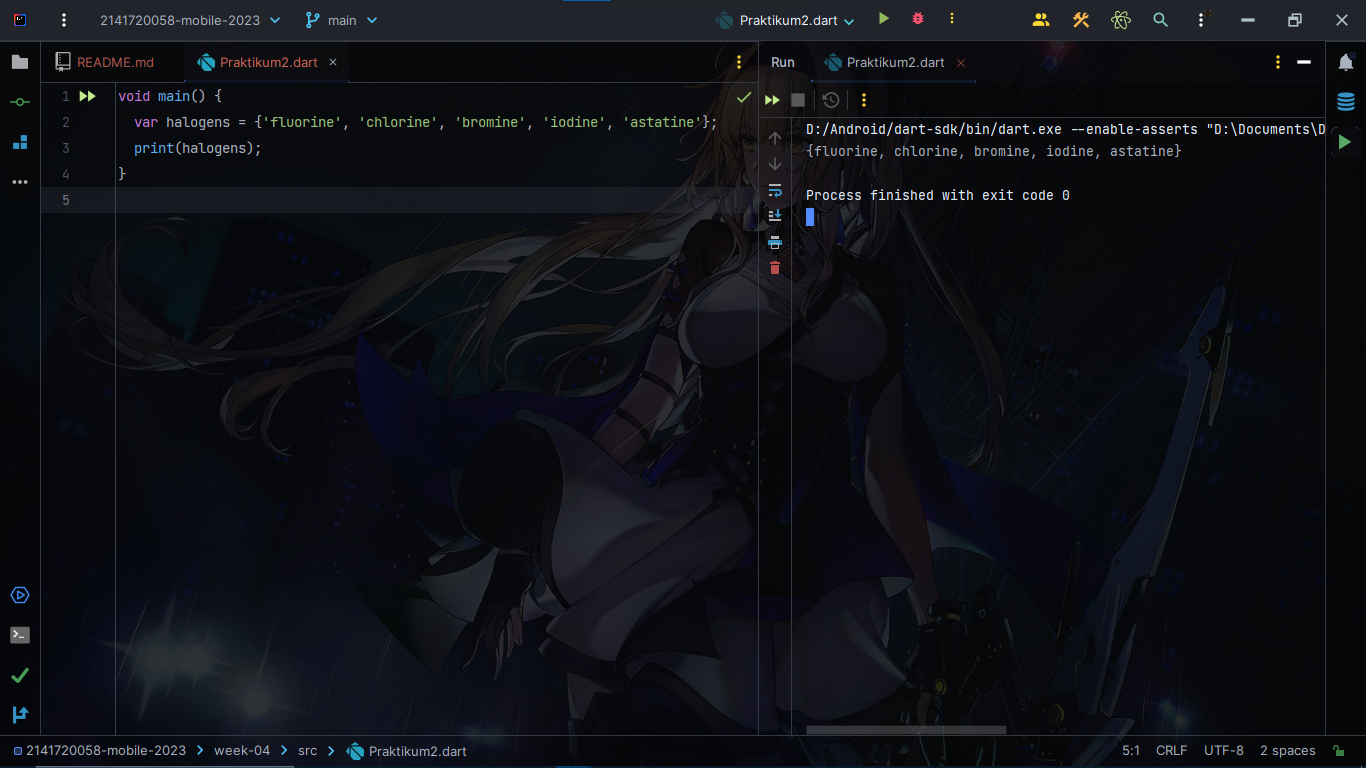 2141720058-mobile-2023 main Praktikum2.dart
README.md Praktikum2.dart Run Praktikum2.dart
1 void main() {
2 var halogens = {'fluorine', 'chlorine', 'bromine', 'iodine', 'astatine'};
3 print(halogens);
4 }
5
D:/Android/dart-sdk/bin/dart.exe --enable-asserts "D:\Documents\D
{fluorine, chlorine, bromine, iodine, astatine}
Process finished with exit code 0
2141720058-mobile-2023 week-04 src Praktikum2.dart 5:1 CRLF UTF-8 2 spaces